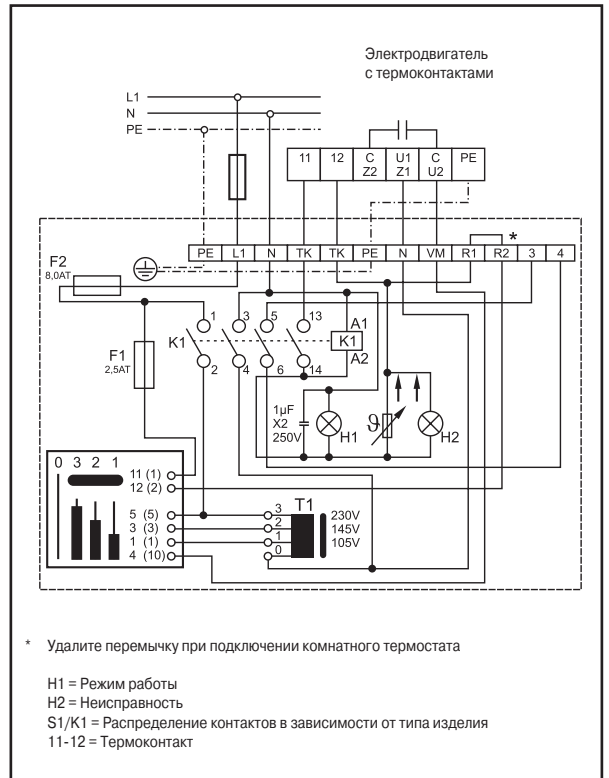 Электродвигатель
с термоконтактами
L1
N
PE
11 12 C Z2 U1 Z1 C U2 PE
PE L1 N TK TK PE N VM R1 R2 3 4
*
F2
8,0AT
1 3 5 13 A1
K1 K1
2 4 6 14 A2
F1
2,5AT
1µF
X2
250V
H1
ϑ
H2
0 3 2 1
11 (1)
12 (2)
5 (5)
3 (3)
1 (1)
4 (10)
T1
3 230V
2 145V
1 105V
0
* Удалите перемычку при подключении комнатного термостата
H1 = Режим работы
H2 = Неисправность
S1/K1 = Распределение контактов в зависимости от типа изделия
11-12 = Термоконтакт